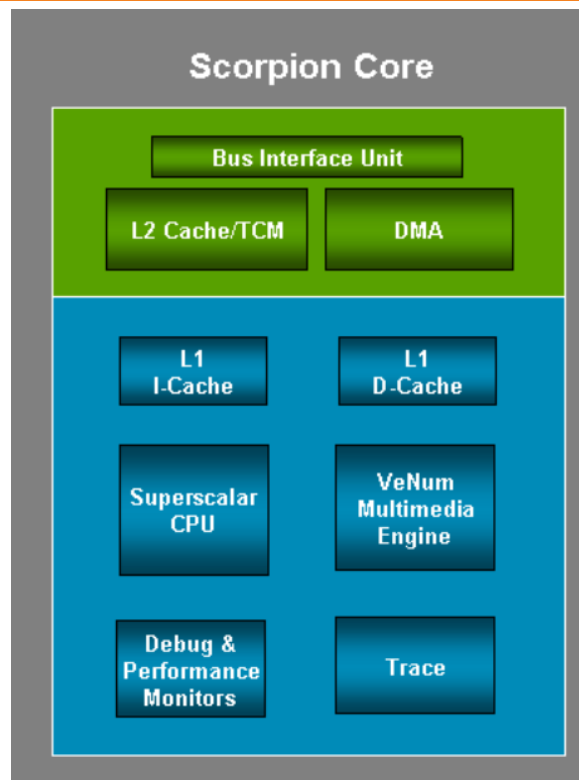 Scorpion Core
Bus Interface Unit
L2 Cache/TCM
DMA
L1
I-Cache
L1
D-Cache
Superscalar
CPU
VeNum
Multimedia
Engine
Debug &
Performance
Monitors
Trace